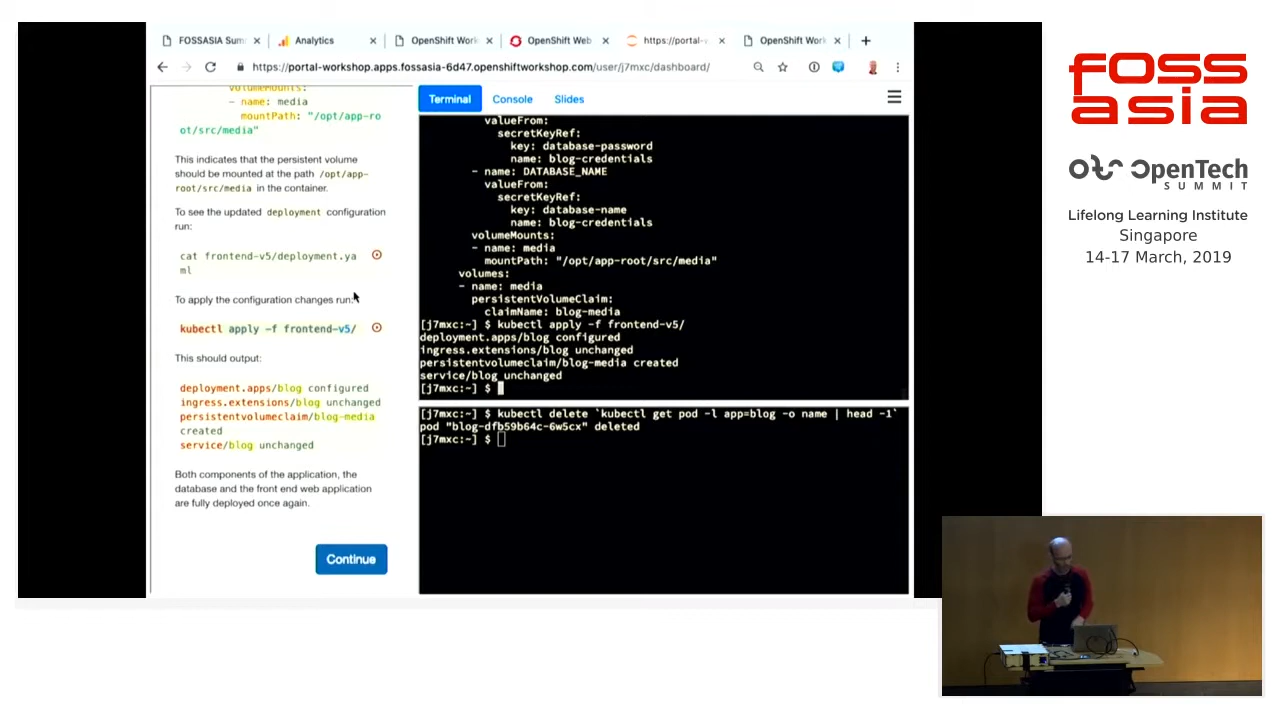 FOSSASIA Sum
Analytics
OpenShift Work
OpenShift Web
https://portal-
OpenShift Work
https://portal-workshop.apps.fossasia-6d47.openshiftworkshop.com/user/j7mxc/dashboard/
volumeMounts:
- name: media
mountPath: "/opt/app-ro
ot/src/media"
This indicates that the persistent volume
should be mounted at the path /opt/app-
root/src/media in the container.
To see the updated deployment configuration
run:
cat frontend-v5/deployment.ya
ml
To apply the configuration changes run:
kubectl apply -f frontend-v5/
This should output:
deployment.apps/blog configured
ingress.extensions/blog unchanged
persistentvolumeclaim/blog-media
created
service/blog unchanged
Both components of the application, the
database and the front end web application
are fully deployed once again.
Continue
Terminal
Console
Slides
valueFrom:
secretKeyRef:
key: database-password
name: blog-credentials
- name: DATABASE_NAME
valueFrom:
secretKeyRef:
key: database-name
name: blog-credentials
volumeMounts:
- name: media
mountPath: "/opt/app-root/src/media"
volumes:
- name: media
persistentVolumeClaim:
claimName: blog-media
[j7mxc:~] $ kubectl apply -f frontend-v5/
deployment.apps/blog configured
ingress.extensions/blog unchanged
persistentvolumeclaim/blog-media created
service/blog unchanged
[j7mxc:~] $
[j7mxc:~] $ kubectl delete `kubectl get pod -l app=blog -o name | head -1`
pod "blog-dfb59b64c-6w5cx" deleted
[j7mxc:~] $
FOSS
ASIA
OpenTech
SUMMIT
Lifelong Learning Institute
Singapore
14-17 March, 2019